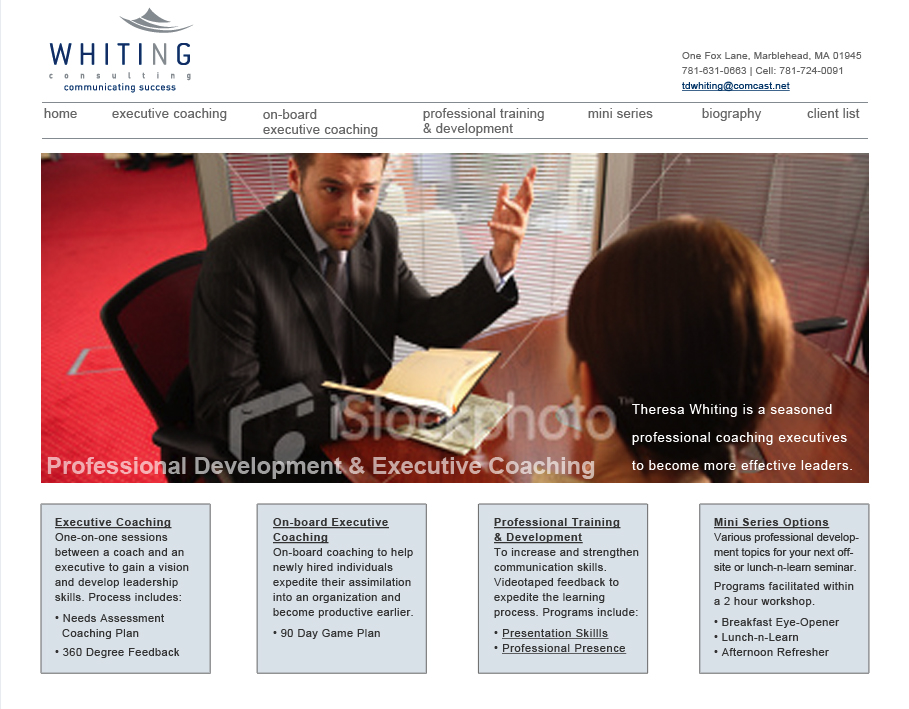 WHITING
consulting
communicating success
One Fox Lane, Marblehead, MA 01945
781-631-0663 | Cell: 781-724-0091
tdwhiting@comcast.net
home
executive coaching
on-board
executive coaching
professional training
& development
mini series
biography
client list
iStockphoto™
Theresa Whiting is a seasoned
professional coaching executives
to become more effective leaders.
Professional Development & Executive Coaching
Executive Coaching
One-on-one sessions
between a coach and an
executive to gain a vision
and develop leadership
skills. Process includes:
• Needs Assessment
Coaching Plan
• 360 Degree Feedback
On-board Executive
Coaching
On-board coaching to help
newly hired individuals
expedite their assimilation
into an organization and
become productive earlier.
• 90 Day Game Plan
Professional Training
& Development
To increase and strengthen
communication skills.
Videotaped feedback to
expedite the learning
process. Programs include:
• Presentation Skillls
• Professional Presence
Mini Series Options
Various professional develop-
ment topics for your next off-
site or lunch-n-learn seminar.
Programs facilitated within
a 2 hour workshop.
• Breakfast Eye-Opener
• Lunch-n-Learn
• Afternoon Refresher